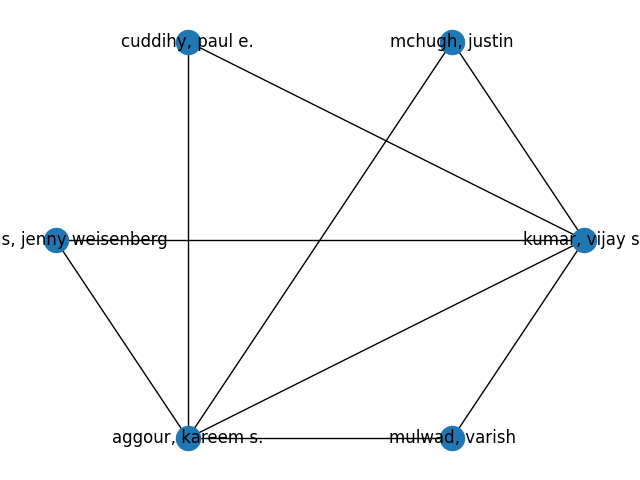 cuddihy, paul e.
mchugh, justin
s, jenny weisenberg
kumar, vijay s
aggour, kareem s.
mulwad, varish